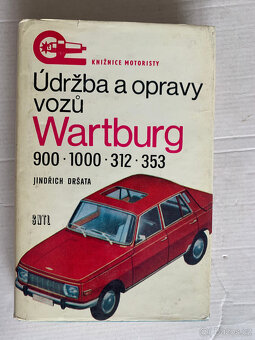 KNIŽNICE MOTORISTY
Údržba a opravy
vozů
Wartburg
900 · 1000 · 312 · 353
JINDŘICH DRŠATA
SNTL